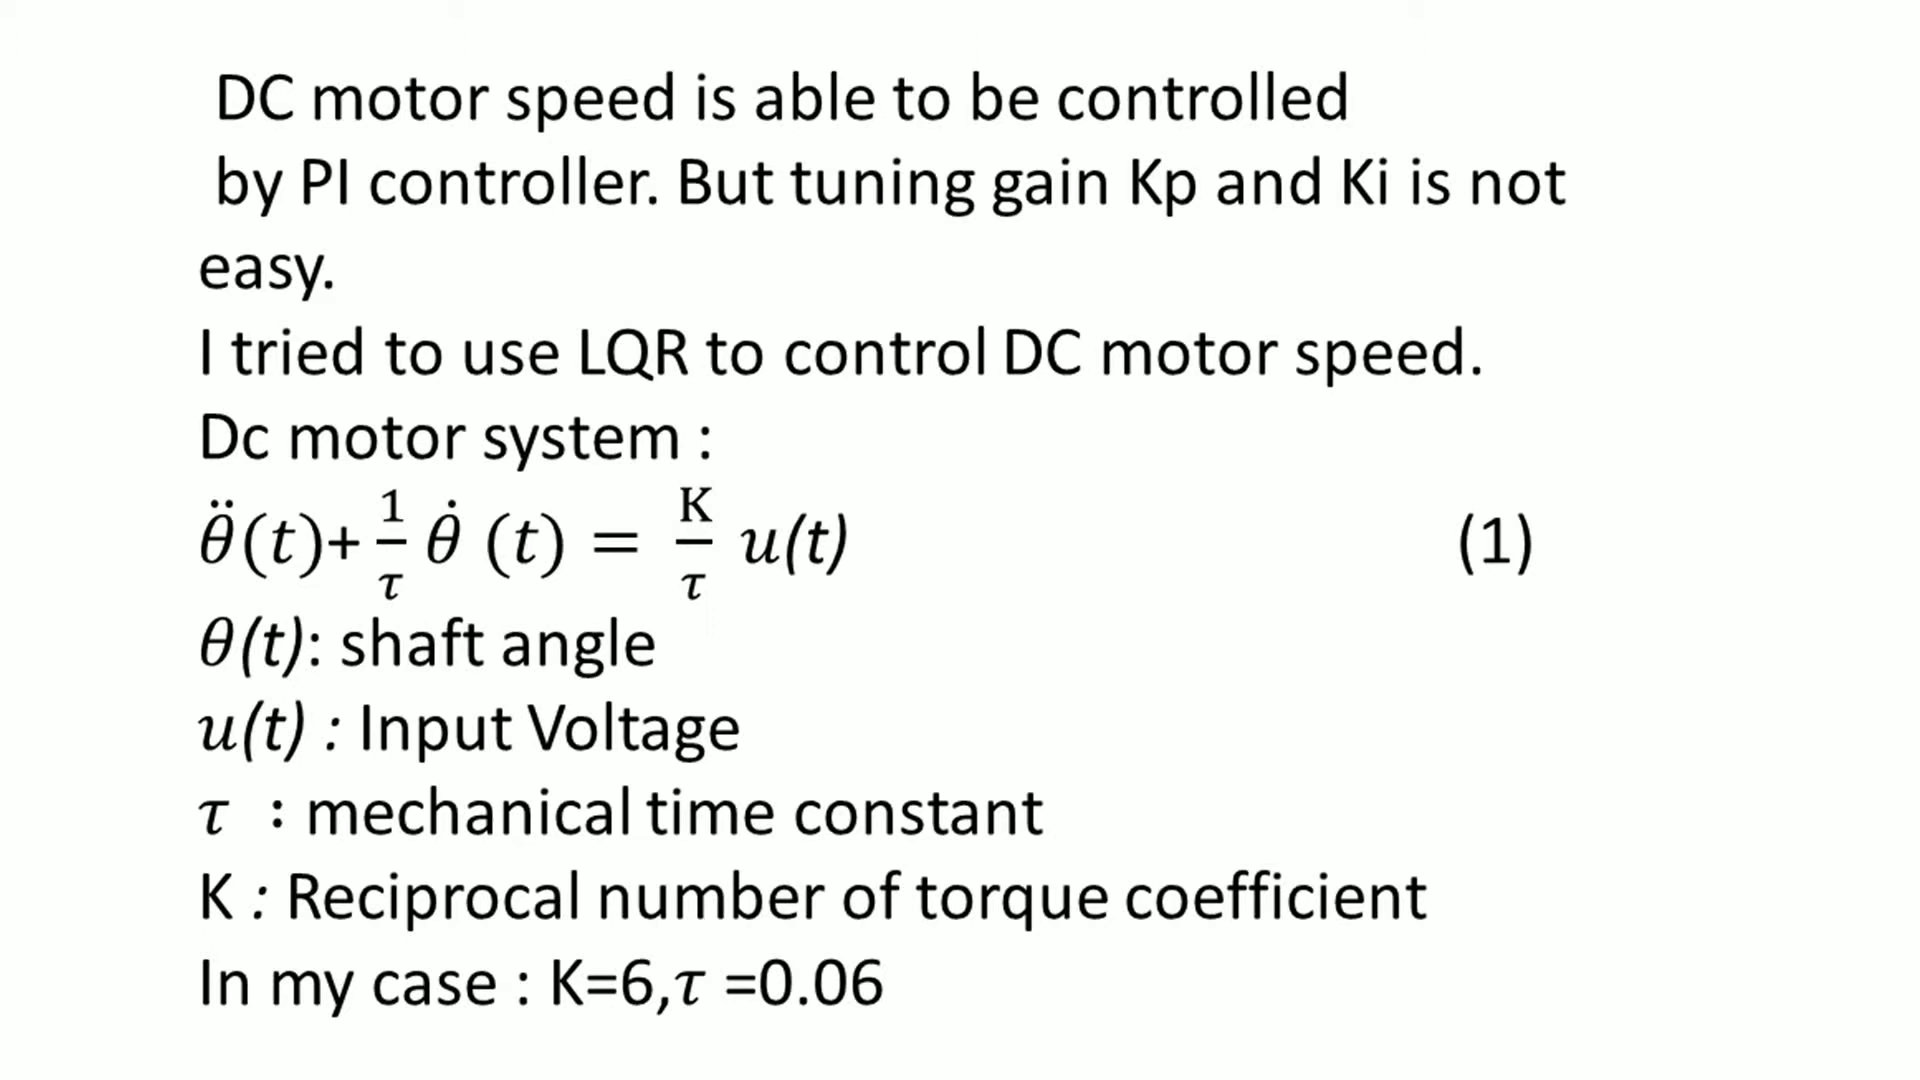 DC motor speed is able to be controlled
by PI controller. But tuning gain Kp and Ki is not
easy.
I tried to use LQR to control DC motor speed.
Dc motor system :
θ̈(t)+ 1/τ θ̇ (t) = K/τ u(t) (1)
θ(t): shaft angle
u(t) : Input Voltage
τ : mechanical time constant
K : Reciprocal number of torque coefficient
In my case : K=6,τ =0.06